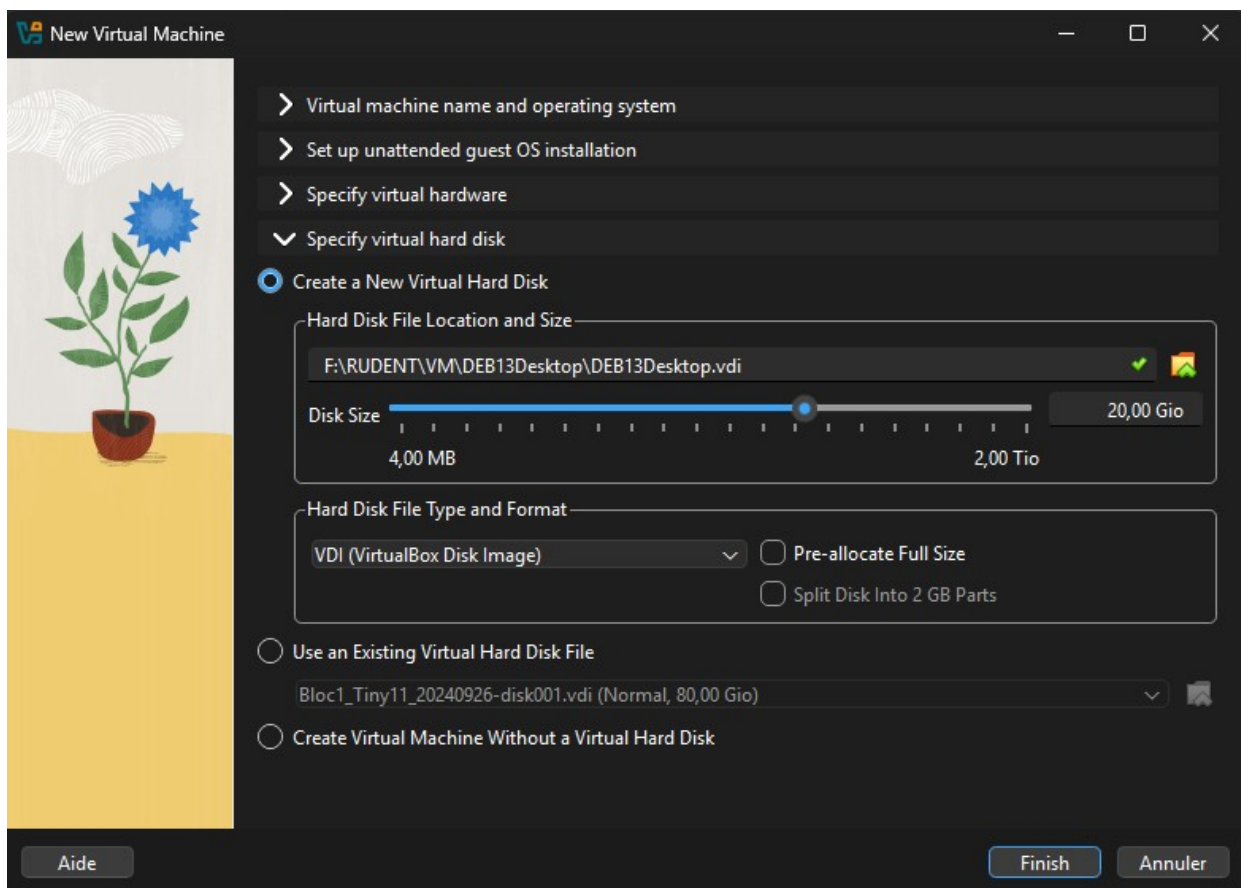 New Virtual Machine
Virtual machine name and operating system
Set up unattended guest OS installation
Specify virtual hardware
Specify virtual hard disk
Create a New Virtual Hard Disk
Hard Disk File Location and Size
F:\RUDENT\VM\DEB13Desktop\DEB13Desktop.vdi
Disk Size 20,00 Gio
4,00 MB 2,00 Tio
Hard Disk File Type and Format
VDI (VirtualBox Disk Image) Pre-allocate Full Size
Split Disk Into 2 GB Parts
Use an Existing Virtual Hard Disk File
Bloc1_Tiny11_20240926-disk001.vdi (Normal, 80,00 Gio)
Create Virtual Machine Without a Virtual Hard Disk
Aide Finish Annuler